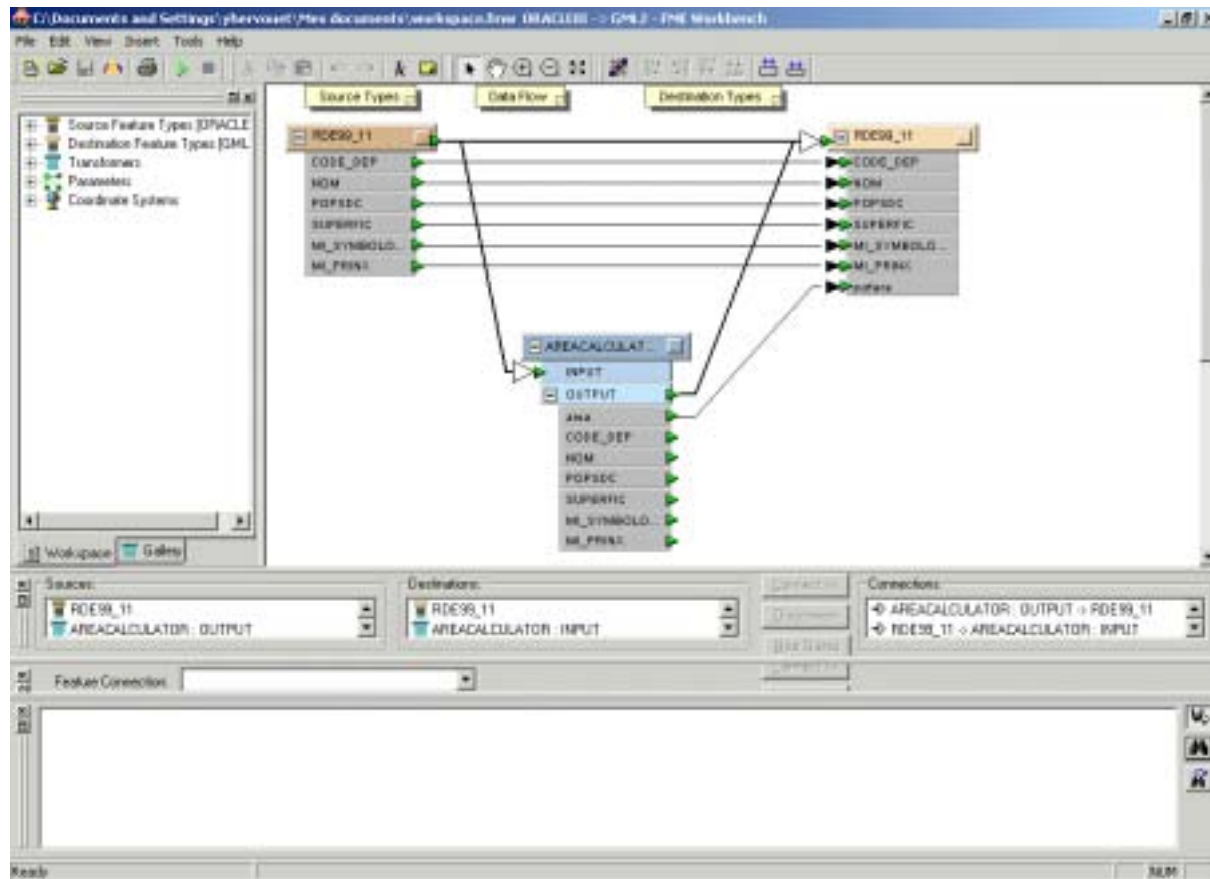 C:\Documents and Settings\yhervouet\Mes documents\workspace.fmw ORACLE8I -> GML2 - FME Workbench
File Edit View Insert Tools Help
Source Types
Data Flow
Destination Types
Source Feature Types [ORACLE
Destination Feature Types [GML
Transformers
Parameters
Coordinate Systems
RDE99_11
CODE_DEP
NOM
POPSDC
SUPERFIC
MI_SYMBOLO...
MI_PRINX
RDE99_11
CODE_DEP
NOM
POPSDC
SUPERFIC
MI_SYMBOLO...
MI_PRINX
AREACALCULAT...
INPUT
OUTPUT
area
CODE_DEP
NOM
POPSDC
SUPERFIC
MI_SYMBOLO...
MI_PRINX
Workspace Gallery
Sources:
RDE99_11
AREACALCULATOR : OUTPUT
Destinations:
RDE99_11
AREACALCULATOR : INPUT
Connections:
AREACALCULATOR : OUTPUT -> RDE99_11
RDE99_11 -> AREACALCULATOR : INPUT
Feature Connection:
Ready
NUM